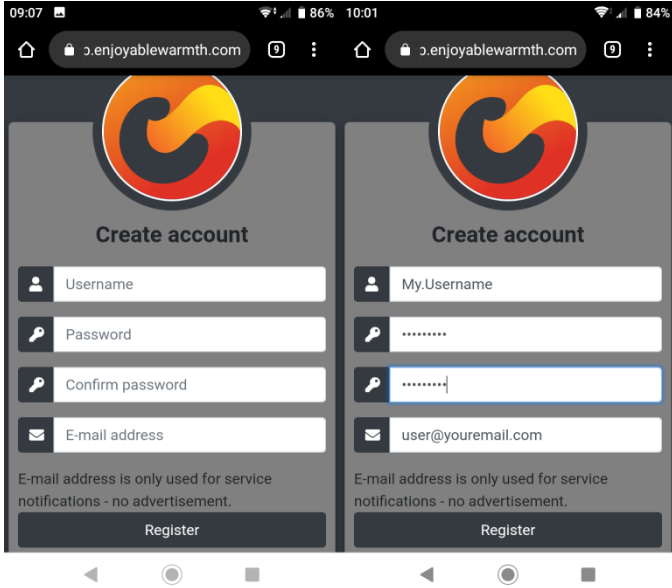 09:07
86%
ɔ.enjoyablewarmth.com
9
Create account
Username
Password
Confirm password
E-mail address
E-mail address is only used for service
notifications - no advertisement.
Register
10:01
84%
ɔ.enjoyablewarmth.com
9
Create account
My.Username
•••••••••
•••••••••
user@youremail.com
E-mail address is only used for service
notifications - no advertisement.
Register